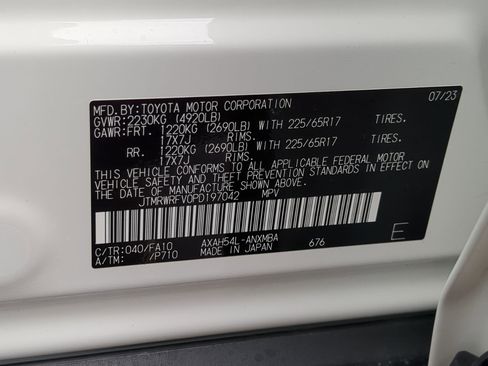 MFD.BY:TOYOTA MOTOR CORPORATION 07/23
GVWR:2230KG (4920LB)
GAWR:FRT. 1220KG (2690LB) WITH 225/65R17 TIRES.
17X7J RIMS.
RR. 1220KG (2690LB) WITH 225/65R17 TIRES.
17X7J RIMS.
THIS VEHICLE CONFORMS TO ALL APPLICABLE FEDERAL MOTOR
VEHICLE SAFETY AND THEFT PREVENTION STANDARDS IN EFFECT
ON THE DATE OF MANUFACTURE SHOWN ABOVE.
JTMRWRFV0PD197042 MPV
C/TR:040/FA10 AXAH54L-ANXMBA 676 E
A/TM: /P710 MADE IN JAPAN